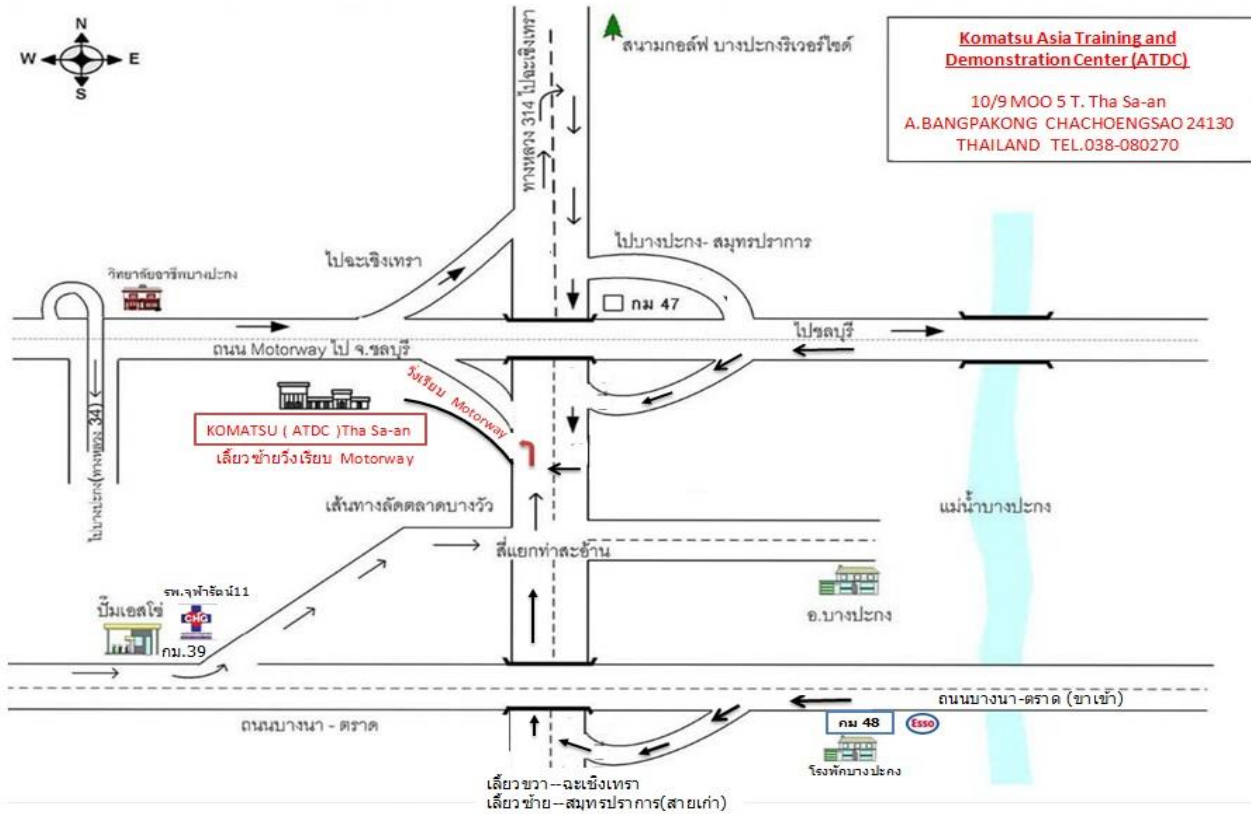 N
W
E
S
สนามกอล์ฟ บางปะกงริเวอร์ไซด์
Komatsu Asia Training and
Demonstration Center (ATDC)
10/9 MOO 5 T. Tha Sa-an
A.BANGPAKONG CHACHOENGSAO 24130
THAILAND TEL.038-080270
ทางหลวง 314 ไปฉะเชิงเทรา
ไปบางปะกง- สมุทรปราการ
ไปฉะเชิงเทรา
วิทยาลัยอาชีพบางปะกง
กม 47
ไปชลบุรี
ถนน Motorway ไป จ.ชลบุรี
วิ่งเรียบ Motorway
KOMATSU ( ATDC )Tha Sa-an
เลี้ยวซ้ายวิ่งเรียบ Motorway
ไปบางปะกง(ทางหลวง 34)
เส้นทางลัดตลาดบางวัว
แม่น้ำบางปะกง
สี่แยกท่าสะอ้าน
รพ.จุฬารัตน์11
ปั๊มเอสโซ่
CHG
กม.39
อ.บางปะกง
ถนนบางนา-ตราด (ขาเข้า)
ถนนบางนา - ตราด
กม 48
Esso
โรงพักบางปะกง
เลี้ยวขวา--ฉะเชิงเทรา
เลี้ยวซ้าย--สมุทรปราการ(สายเก่า)